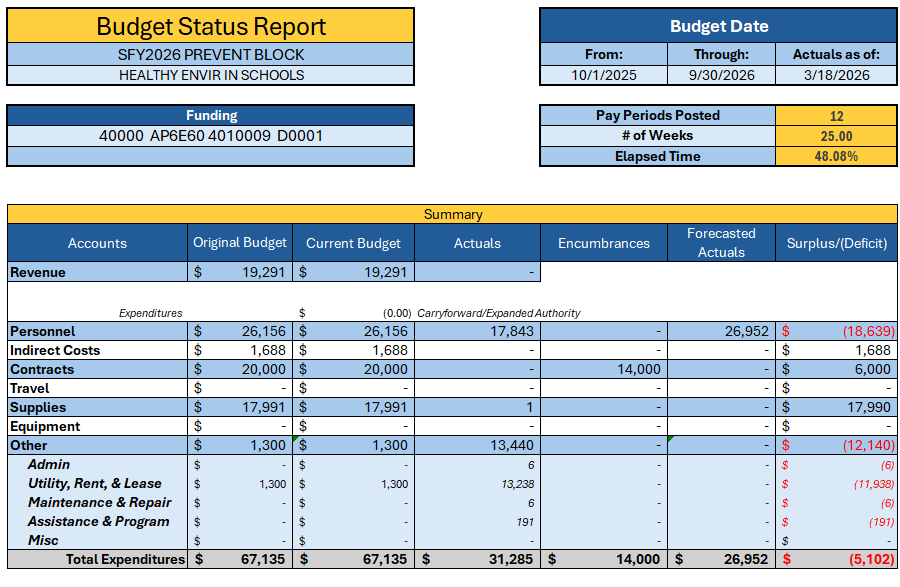 Budget Status Report
SFY2026 PREVENT BLOCK
HEALTHY ENVIR IN SCHOOLS
Budget Date
From: Through: Actuals as of:
10/1/2025 9/30/2026 3/18/2026
Funding
40000 AP6E60 4010009 D0001
Pay Periods Posted 12
# of Weeks 25.00
Elapsed Time 48.08%
Summary
Accounts Original Budget Current Budget Actuals Encumbrances Forecasted Actuals Surplus/(Deficit)
Revenue $ 19,291 $ 19,291 -
Expenditures $ (0.00) Carryforward/Expanded Authority
Personnel $ 26,156 $ 26,156 17,843 - 26,952 $ (18,639)
Indirect Costs $ 1,688 $ 1,688 - - - $ 1,688
Contracts $ 20,000 $ 20,000 - 14,000 - $ 6,000
Travel $ - $ - - - - $ -
Supplies $ 17,991 $ 17,991 1 - - $ 17,990
Equipment $ - $ - - - - $ -
Other $ 1,300 $ 1,300 13,440 - - $ (12,140)
Admin $ - $ - 6 - - $ (6)
Utility, Rent, & Lease $ 1,300 $ 1,300 13,238 - - $ (11,938)
Maintenance & Repair $ - $ - 6 - - $ (6)
Assistance & Program $ - $ - 191 - - $ (191)
Misc $ - $ - - - - $ -
Total Expenditures $ 67,135 $ 67,135 $ 31,285 $ 14,000 $ 26,952 $ (5,102)